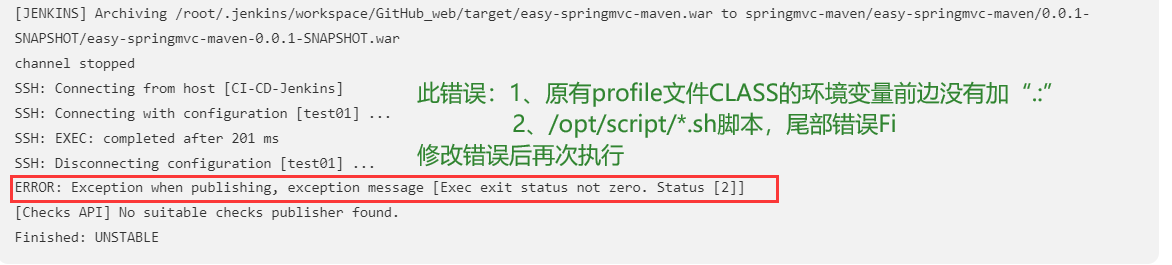 [JENKINS] Archiving /root/.jenkins/workspace/GitHub_web/target/easy-springmvc-maven.war to springmvc-maven/easy-springmvc-maven/0.0.1-
SNAPSHOT/easy-springmvc-maven-0.0.1-SNAPSHOT.war
channel stopped
SSH: Connecting from host [CI-CD-Jenkins]
SSH: Connecting with configuration [test01] ...
SSH: EXEC: completed after 201 ms
SSH: Disconnecting configuration [test01] ...
此错误：1、原有profile文件CLASS的环境变量前边没有加“.:”
2、/opt/script/*.sh脚本，尾部错误Fi
修改错误后再次执行
ERROR: Exception when publishing, exception message [Exec exit status not zero. Status [2]]
[Checks API] No suitable checks publisher found.
Finished: UNSTABLE